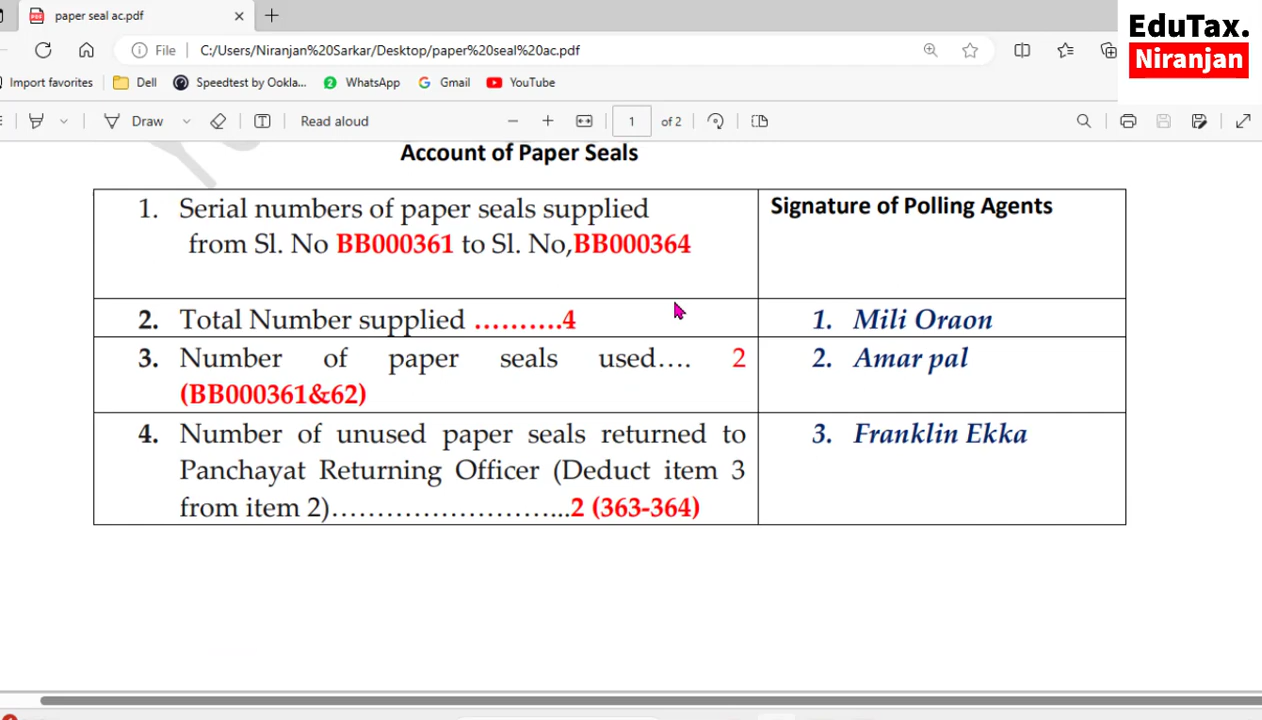 paper seal ac.pdf
EduTax.
Niranjan
File C:/Users/Niranjan%20Sarkar/Desktop/paper%20seal%20ac.pdf
Import favorites Dell Speedtest by Ookla... 2 WhatsApp Gmail YouTube
Draw Read aloud 1 of 2
Account of Paper Seals
1. Serial numbers of paper seals supplied
from Sl. No BB000361 to Sl. No,BB000364
Signature of Polling Agents
2. Total Number supplied ……….4
1. Mili Oraon
3. Number of paper seals used…. 2
(BB000361&62)
2. Amar pal
4. Number of unused paper seals returned to
Panchayat Returning Officer (Deduct item 3
from item 2)……………………...2 (363-364)
3. Franklin Ekka